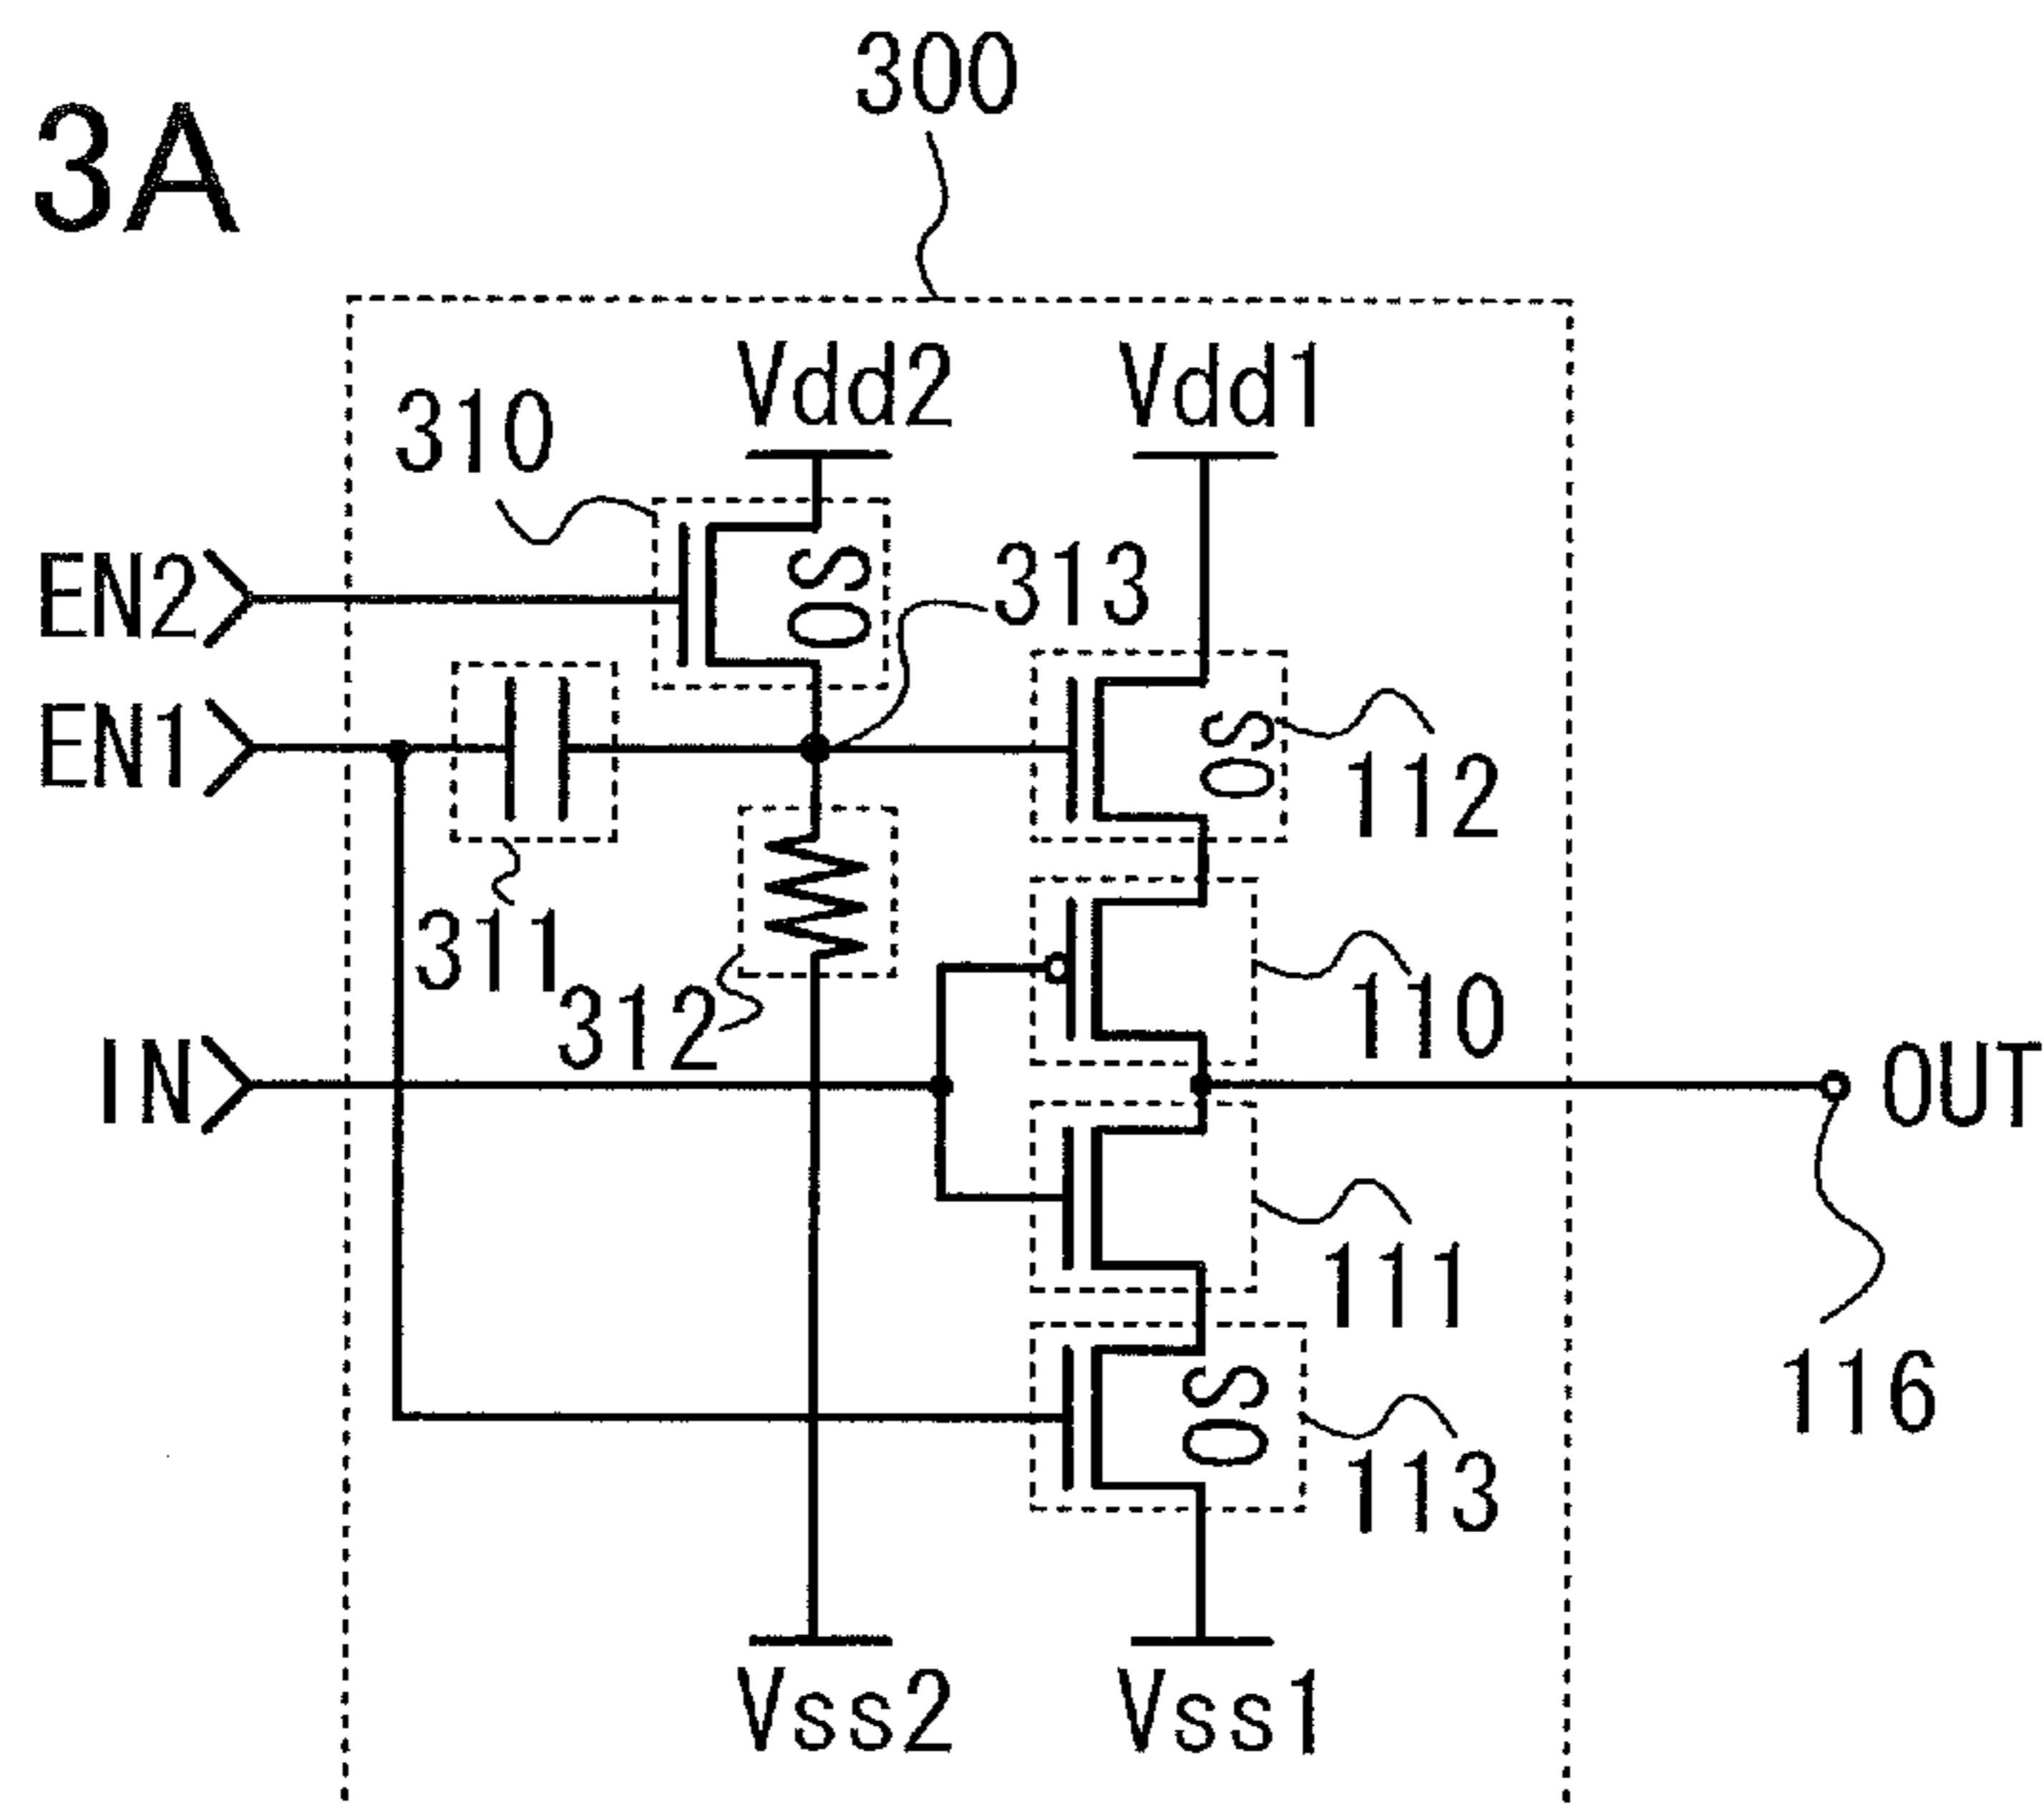 300
3A
Vdd2
Vdd1
310
OS
EN2
313
EN1
OS
112
311
312
110
IN
OUT
111
OS
113
116
Vss2
Vss1